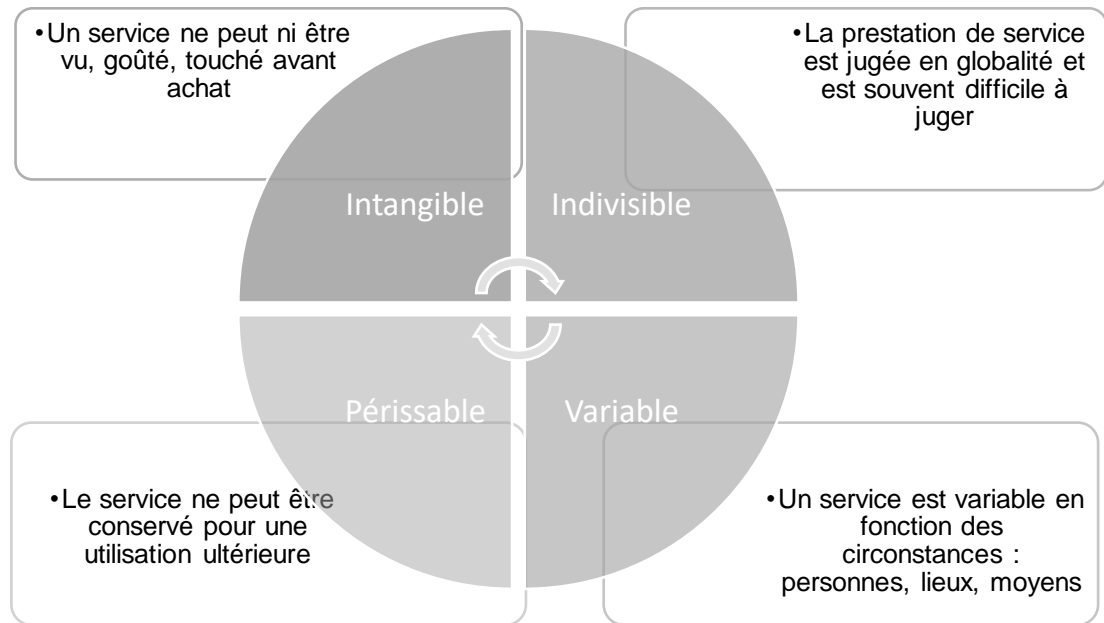 •Un service ne peut ni être
vu, goûté, touché avant
achat
•La prestation de service
est jugée en globalité et
est souvent difficile à
juger
Intangible
Indivisible
Périssable
Variable
•Le service ne peut être
conservé pour une
utilisation ultérieure
•Un service est variable en
fonction des
circonstances :
personnes, lieux, moyens